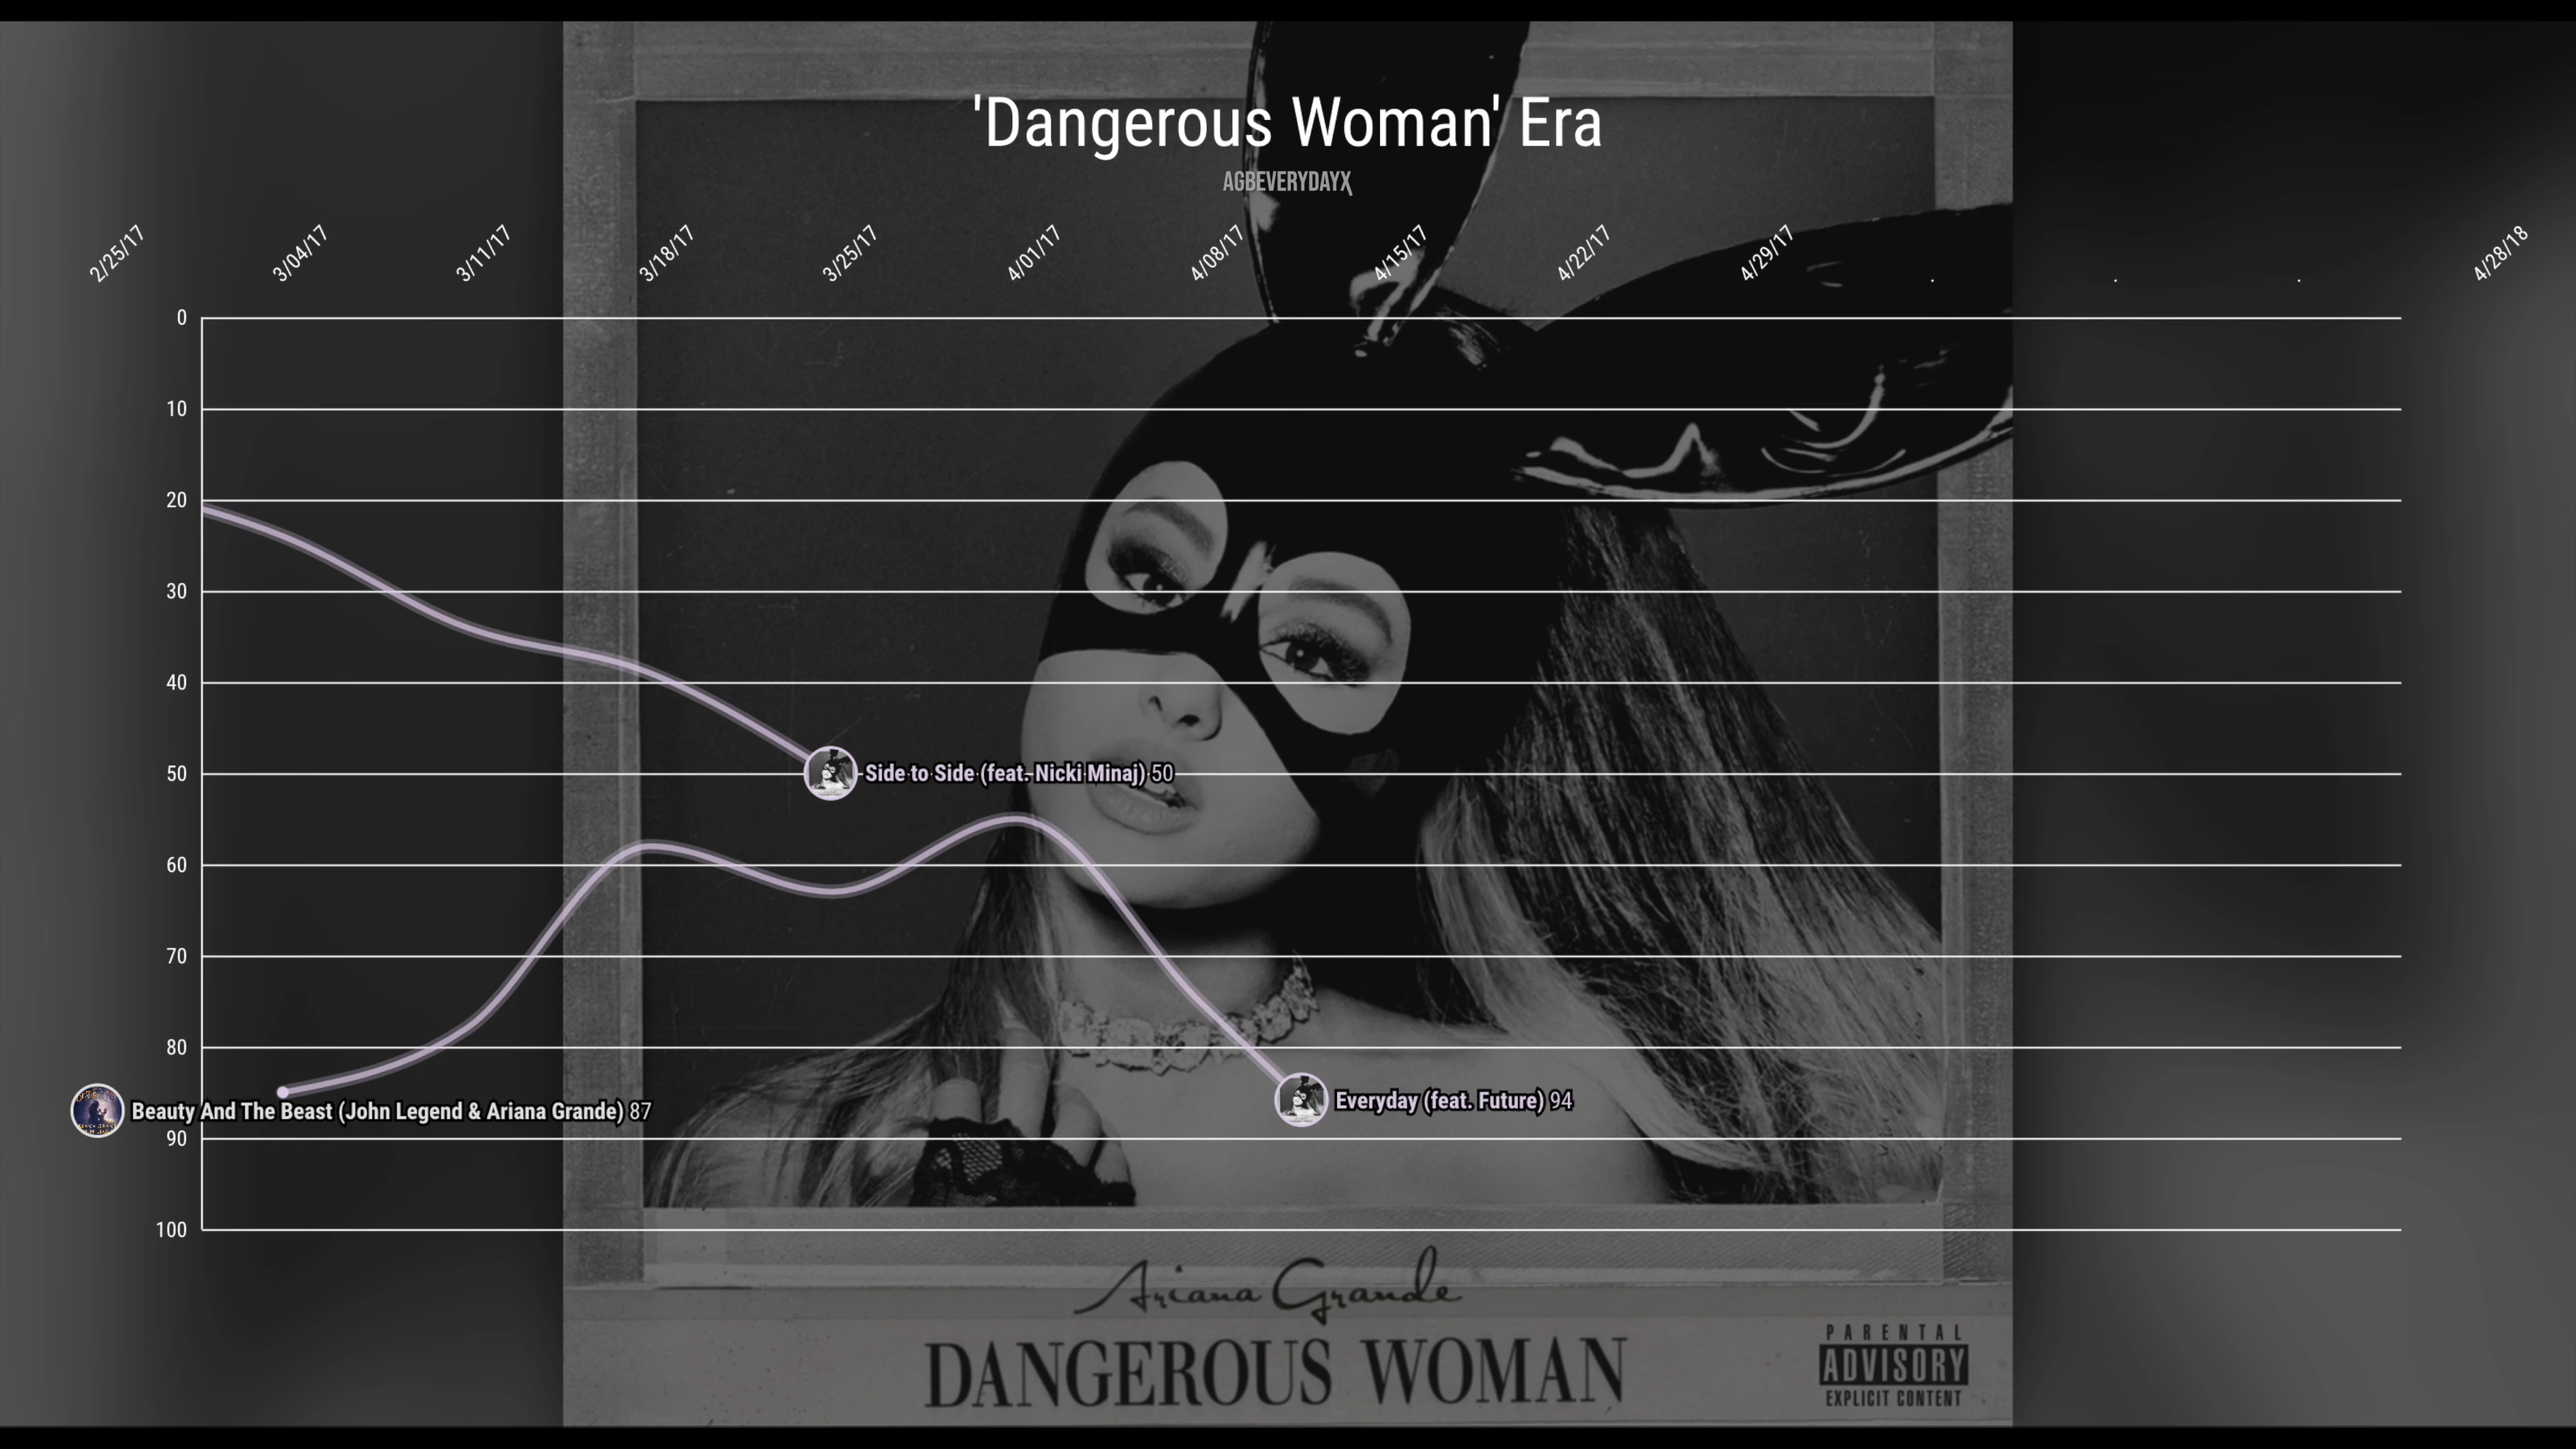 'Dangerous Woman' Era
AGBEVERYDAYX
2/25/17 3/04/17 3/11/17 3/18/17 3/25/17 4/01/17 4/08/17 4/15/17 4/22/17 4/29/17 . . . 4/28/18
0
10
20
30
40
50
Side to Side (feat. Nicki Minaj) 50
60
70
80
Everyday (feat. Future) 94
Beauty And The Beast (John Legend & Ariana Grande) 87
90
100
Ariana Grande
DANGEROUS WOMAN
PARENTAL
ADVISORY
EXPLICIT CONTENT